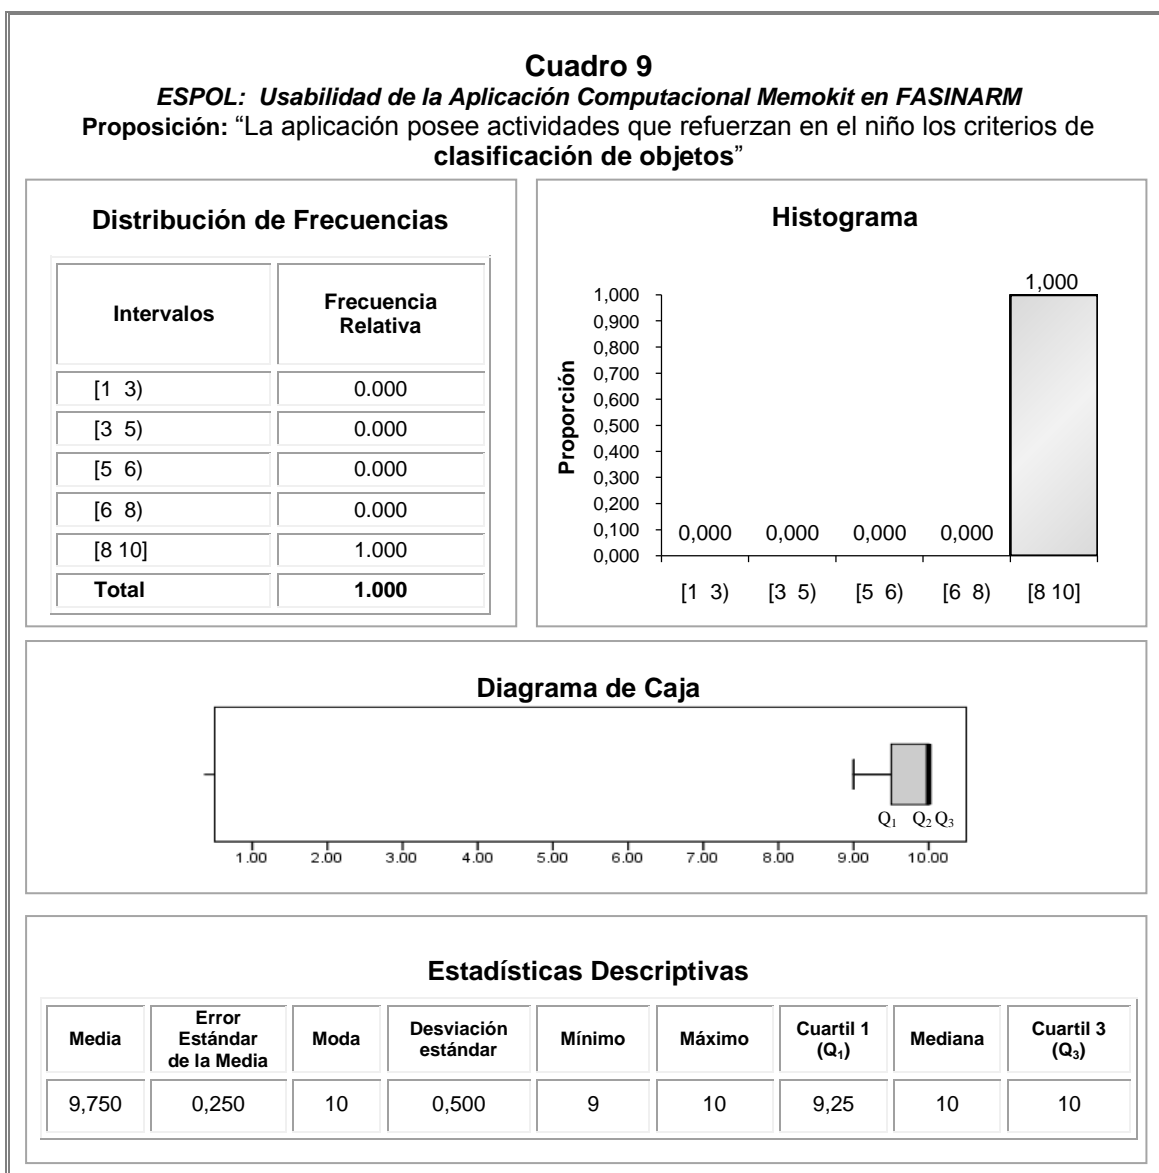 Cuadro 9
ESPOL: Usabilidad de la Aplicación Computacional Memokit en FASINARM
Proposición: “La aplicación posee actividades que refuerzan en el niño los criterios de
clasificación de objetos”
Distribución de Frecuencias
Intervalos Frecuencia
Relativa
[1 3) 0.000
[3 5) 0.000
[5 6) 0.000
[6 8) 0.000
[8 10] 1.000
Total 1.000
Histograma
Proporción
1,000
0,900
0,800
0,700
0,600
0,500
0,400
0,300
0,200
0,100
0,000
0,000 0,000 0,000 0,000 1,000
[1 3) [3 5) [5 6) [6 8) [8 10]
Diagrama de Caja
Q1 Q2 Q3
1.00 2.00 3.00 4.00 5.00 6.00 7.00 8.00 9.00 10.00
Estadísticas Descriptivas
Media Error
Estándar
de la Media Moda Desviación
estándar Mínimo Máximo Cuartil 1
(Q1) Mediana Cuartil 3
(Q3)
9,750 0,250 10 0,500 9 10 9,25 10 10